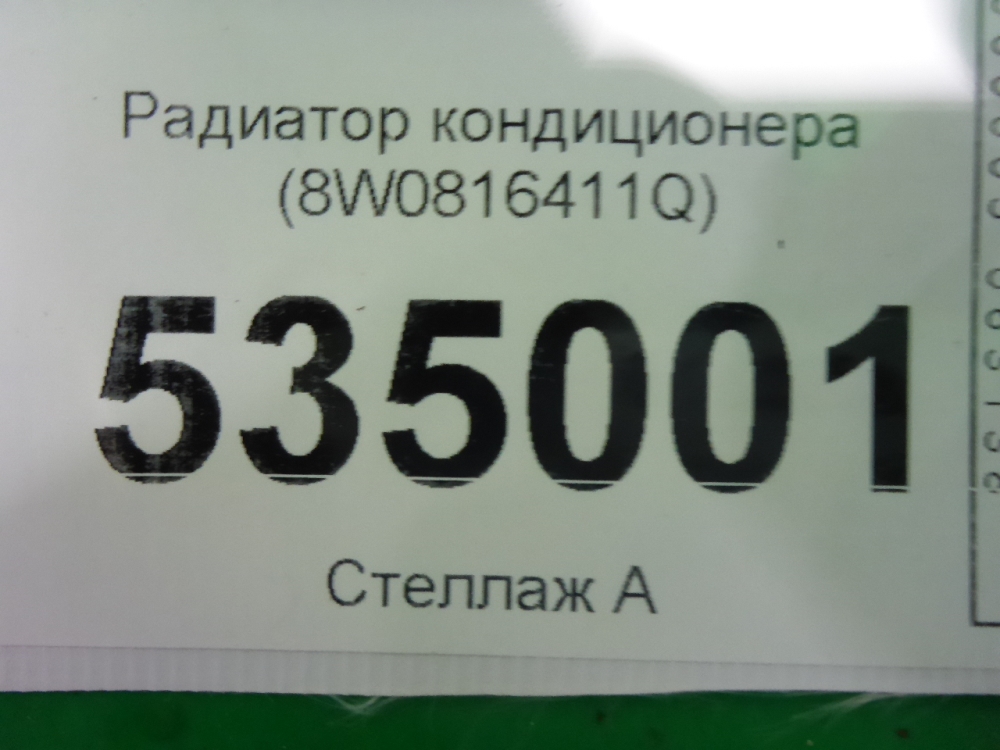 Радиатор кондиционера
(8W0816411Q)
535001
Стеллаж А